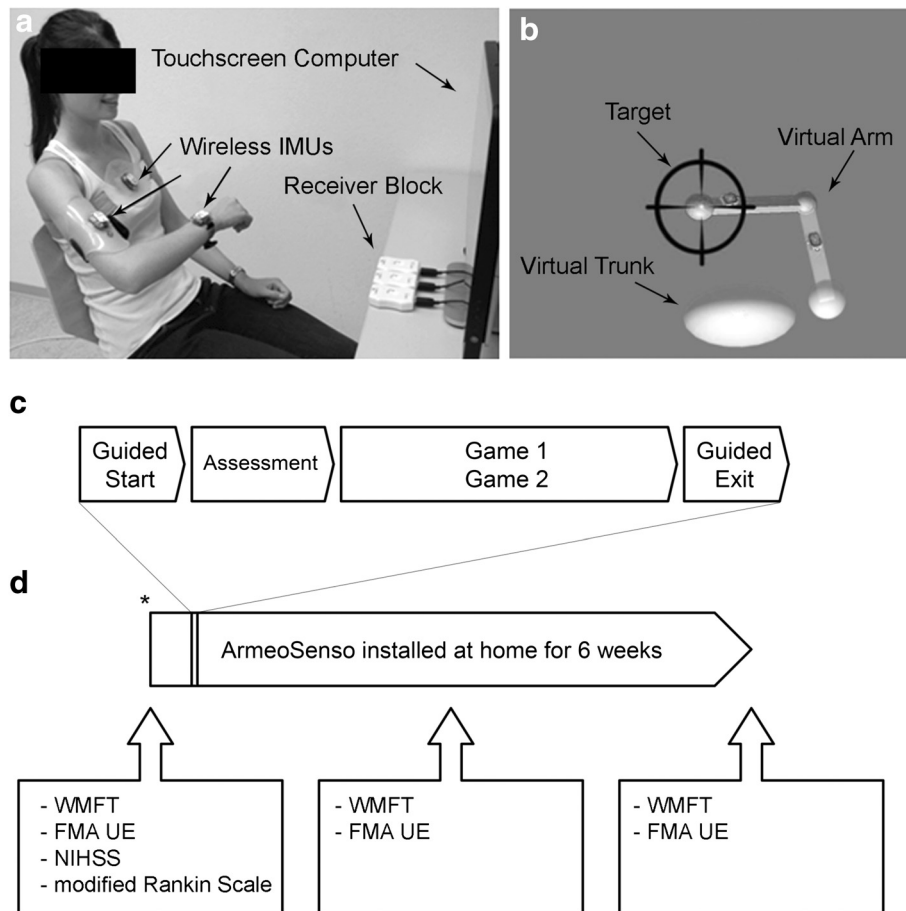 a
Touchscreen Computer
Wireless IMUs
Receiver Block
b
Target
Virtual Arm
Virtual Trunk
c
Guided
Start
Assessment
Game 1
Game 2
Guided
Exit
d
*
ArmeoSenso installed at home for 6 weeks
- WMFT
- FMA UE
- NIHSS
- modified Rankin Scale
- WMFT
- FMA UE
- WMFT
- FMA UE